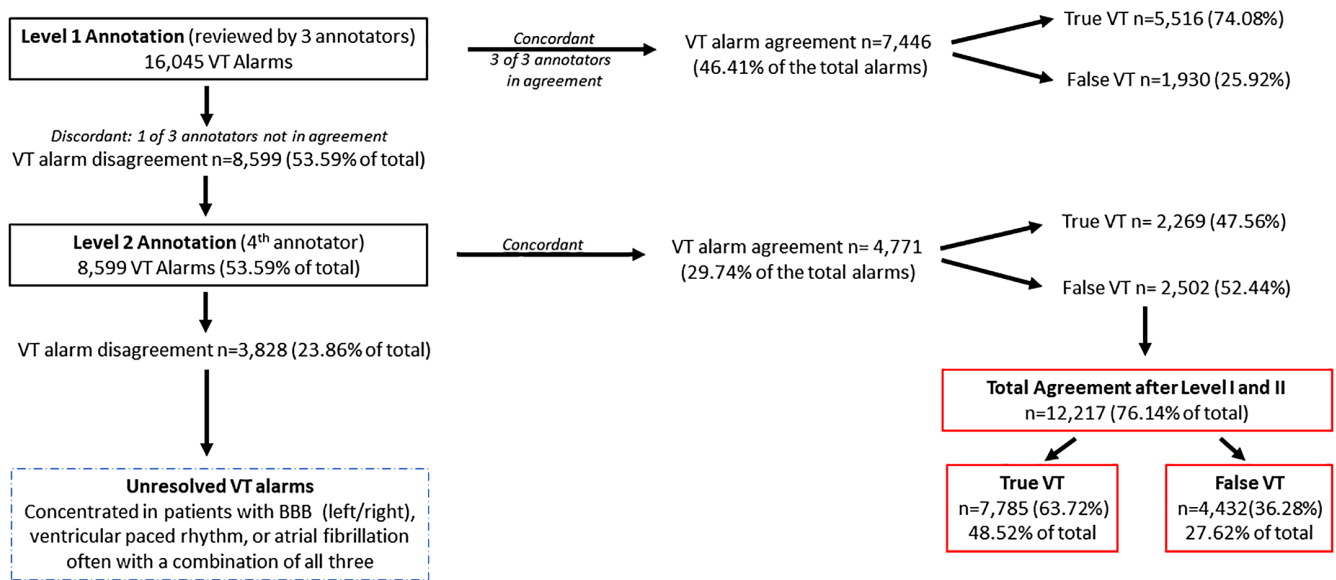 Level 1 Annotation (reviewed by 3 annotators)
16,045 VT Alarms
Concordant
3 of 3 annotators
in agreement
VT alarm agreement n=7,446
(46.41% of the total alarms)
True VT n=5,516 (74.08%)
False VT n=1,930 (25.92%)
Discordant: 1 of 3 annotators not in agreement
VT alarm disagreement n=8,599 (53.59% of total)
Level 2 Annotation (4th annotator)
8,599 VT Alarms (53.59% of total)
Concordant
VT alarm agreement n= 4,771
(29.74% of the total alarms)
True VT n= 2,269 (47.56%)
False VT n= 2,502 (52.44%)
VT alarm disagreement n=3,828 (23.86% of total)
Total Agreement after Level I and II
n=12,217 (76.14% of total)
True VT
n=7,785 (63.72%)
48.52% of total
False VT
n=4,432(36.28%)
27.62% of total
Unresolved VT alarms
Concentrated in patients with BBB (left/right),
ventricular paced rhythm, or atrial fibrillation
often with a combination of all three